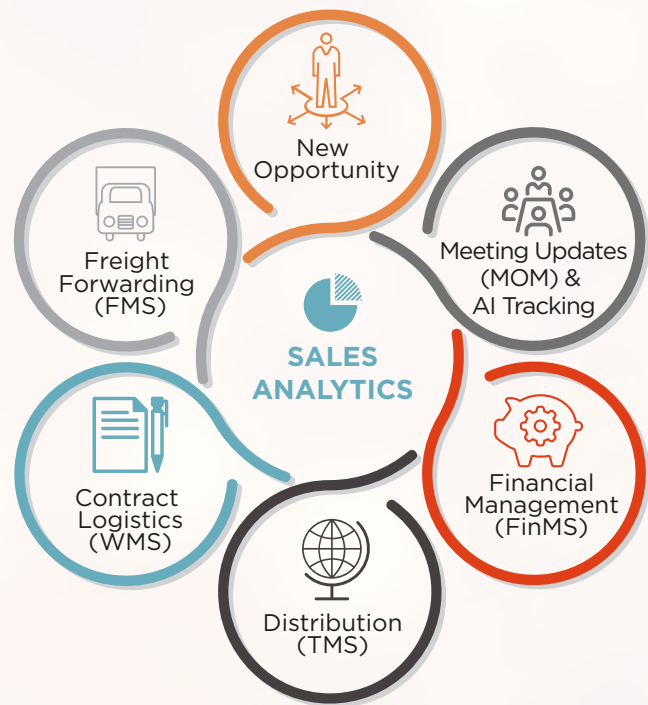 New
Opportunity
Meeting Updates
(MOM) &
AI Tracking
Financial
Management
(FinMS)
Distribution
(TMS)
Contract
Logistics
(WMS)
Freight
Forwarding
(FMS)
SALES
ANALYTICS